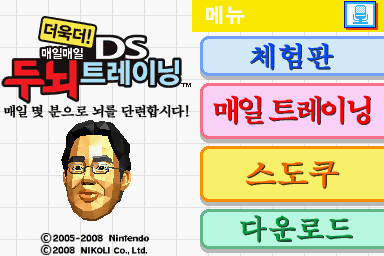 더욱더!
매일매일 DS
두뇌 트레이닝™
매일 몇 분으로 뇌를 단련합시다!
©2005-2008 Nintendo
©2008 NIKOLI Co., Ltd.
메뉴
체험판
매일 트레이닝
스도쿠
다운로드